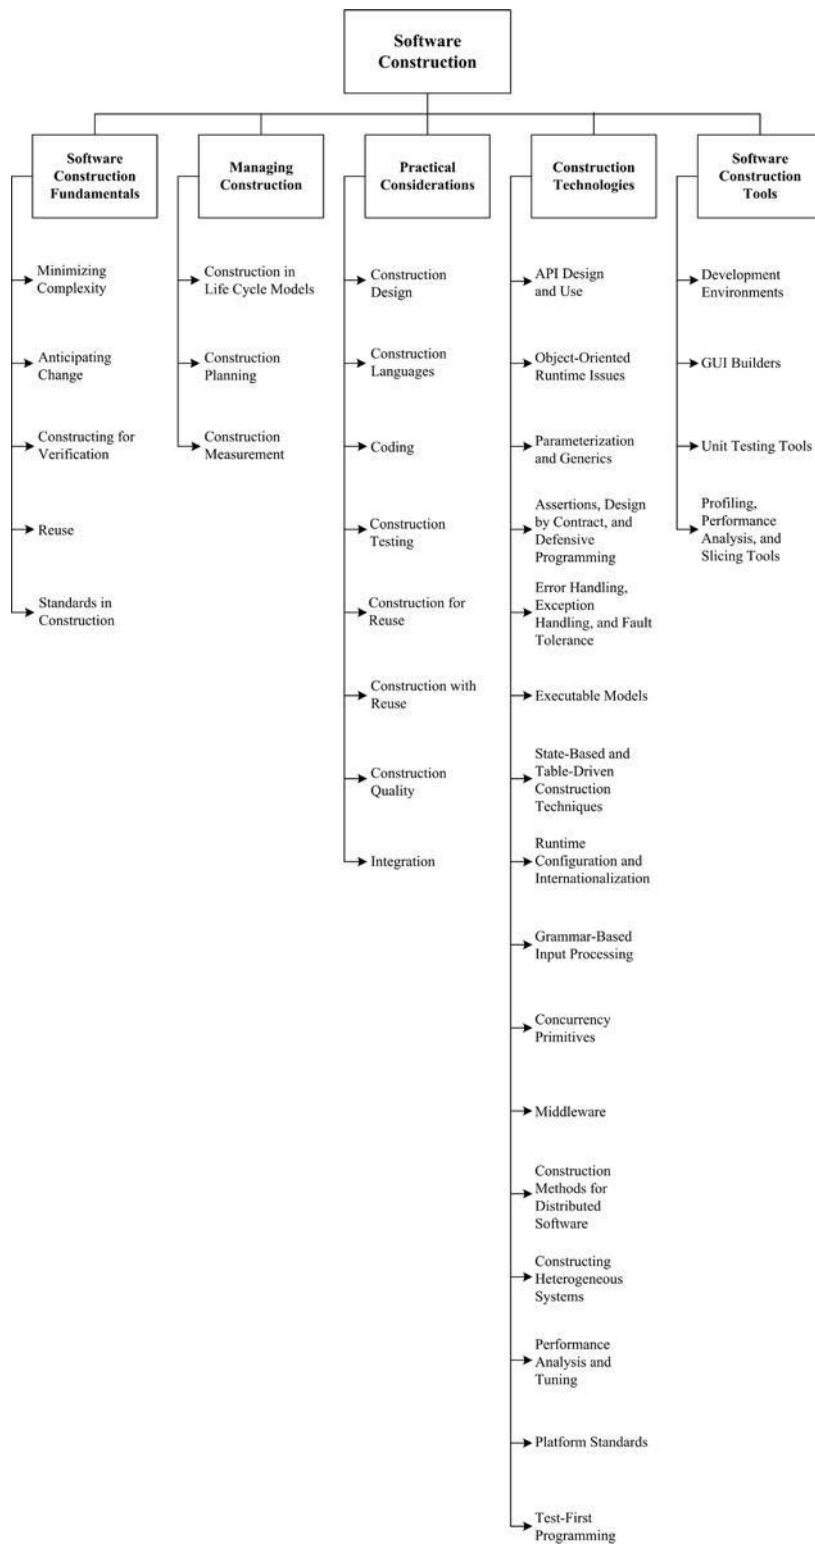 Software
Construction
Software
Construction
Fundamentals
Managing
Construction
Practical
Considerations
Construction
Technologies
Software
Construction
Tools
Minimizing
Complexity
Anticipating
Change
Constructing for
Verification
Reuse
Standards in
Construction
Construction in
Life Cycle Models
Construction
Planning
Construction
Measurement
Construction
Design
Construction
Languages
Coding
Construction
Testing
Construction for
Reuse
Construction with
Reuse
Construction
Quality
Integration
API Design
and Use
Object-Oriented
Runtime Issues
Parameterization
and Generics
Assertions, Design
by Contract, and
Defensive
Programming
Error Handling,
Exception
Handling, and Fault
Tolerance
Executable Models
State-Based and
Table-Driven
Construction
Techniques
Runtime
Configuration and
Internationalization
Grammar-Based
Input Processing
Concurrency
Primitives
Middleware
Construction
Methods for
Distributed
Software
Constructing
Heterogeneous
Systems
Performance
Analysis and
Tuning
Platform Standards
Test-First
Programming
Development
Environments
GUI Builders
Unit Testing Tools
Profiling,
Performance
Analysis, and
Slicing Tools